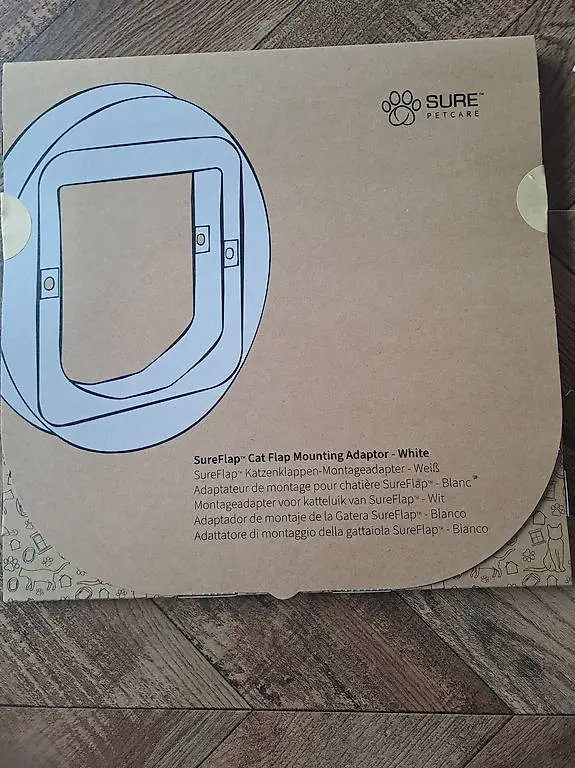 SURE™
PETCARE
SureFlap™ Cat Flap Mounting Adaptor - White
SureFlap™ Katzenklappen-Montageadapter - Weiß
Adaptateur de montage pour chatière SureFlap™ - Blanc
Montageadapter voor katteluik van SureFlap™ - Wit
Adaptador de montaje de la Gatera SureFlap™ - Blanco
Adattatore di montaggio della gattaiola SureFlap™ - Bianco